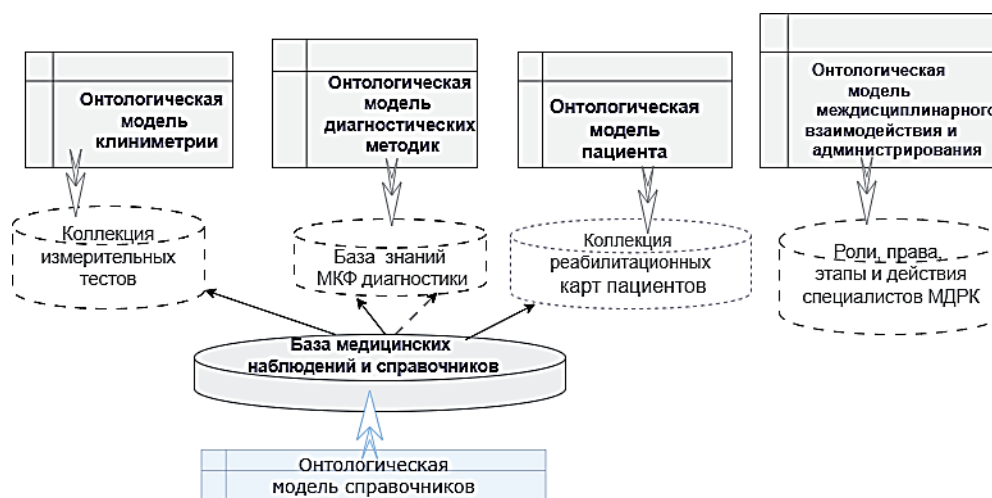 Онтологическая
модель
клиниметрии
Онтологическая
модель
диагностических
методик
Онтологическая
модель
пациента
Онтологическая
модель
междисциплинарного
взаимодействия и
администрирования
Коллекция
измерительных
тестов
База знаний
МКФ диагностики
Коллекция
реабилитационных
карт пациентов
Роли, права,
этапы и действия
специалистов МДРК
База медицинских
наблюдений и справочников
Онтологическая
модель справочников